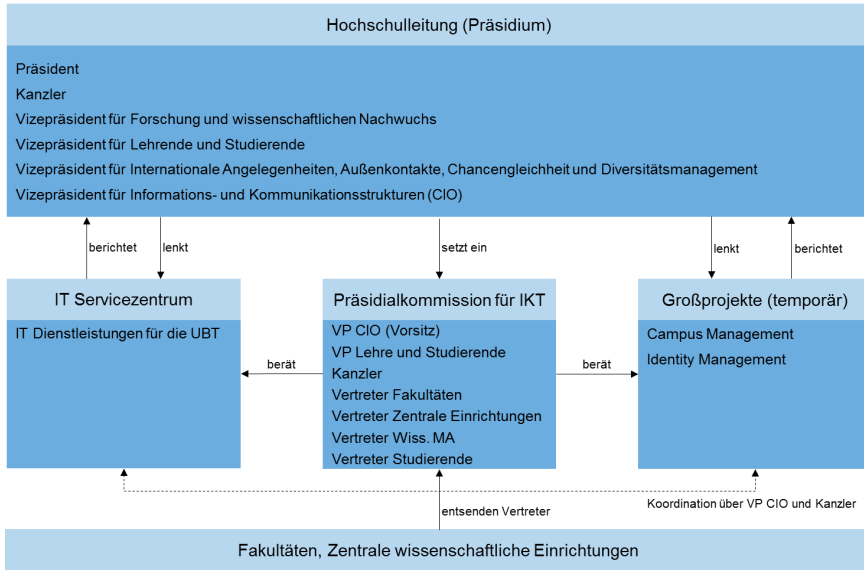 Hochschulleitung (Präsidium)
Präsident
Kanzler
Vizepräsident für Forschung und wissenschaftlichen Nachwuchs
Vizepräsident für Lehrende und Studierende
Vizepräsident für Internationale Angelegenheiten, Außenkontakte, Chancengleichheit und Diversitätsmanagement
Vizepräsident für Informations- und Kommunikationsstrukturen (CIO)
berichtet
lenkt
setzt ein
lenkt
berichtet
IT Servicezentrum
IT Dienstleistungen für die UBT
berät
Präsidialkommission für IKT
VP CIO (Vorsitz)
VP Lehre und Studierende
Kanzler
Vertreter Fakultäten
Vertreter Zentrale Einrichtungen
Vertreter Wiss. MA
Vertreter Studierende
berät
Großprojekte (temporär)
Campus Management
Identity Management
entsenden Vertreter
Koordination über VP CIO und Kanzler
Fakultäten, Zentrale wissenschaftliche Einrichtungen